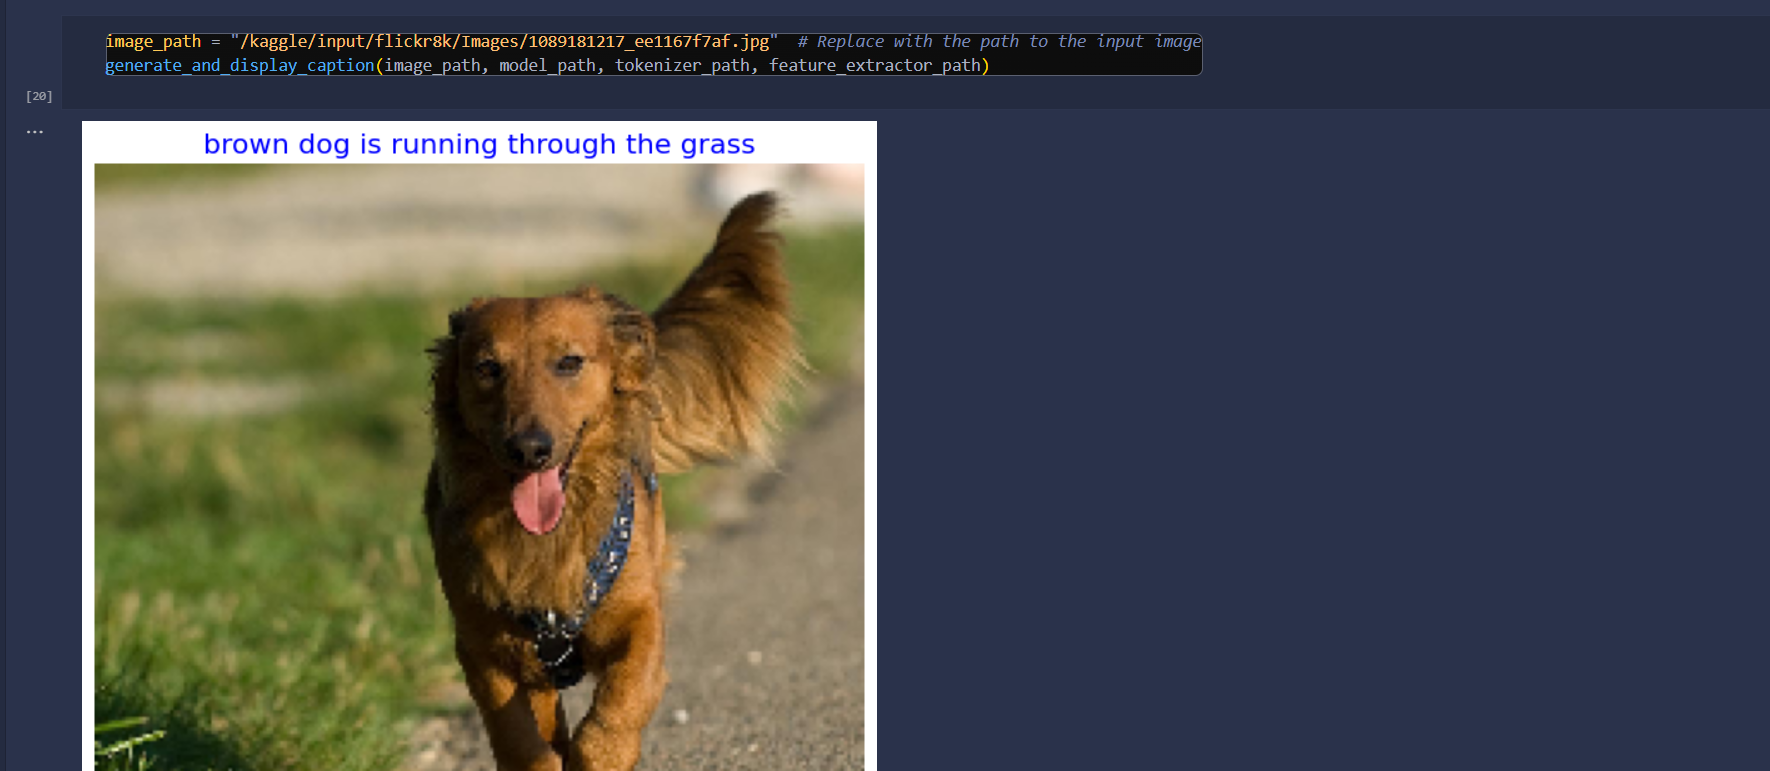 image_path = "/kaggle/input/flickr8k/Images/1089181217_ee1167f7af.jpg"  # Replace with the path to the input image
generate_and_display_caption(image_path, model_path, tokenizer_path, feature_extractor_path)
[20]
...
brown dog is running through the grass